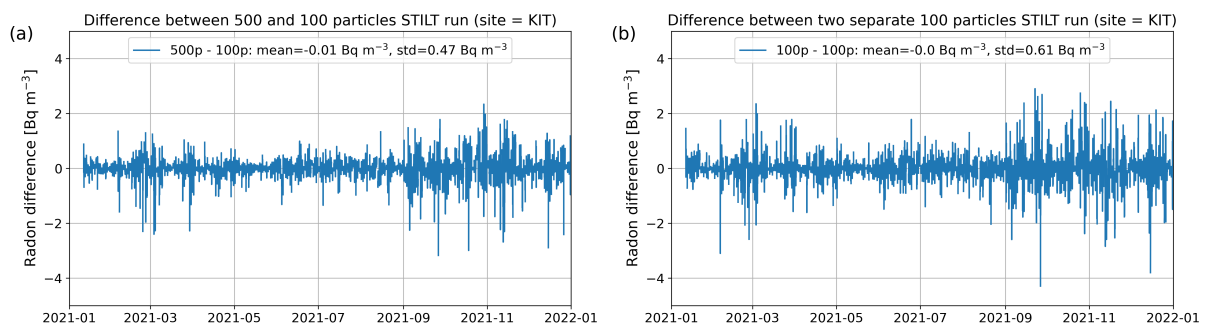 (a)
Difference between 500 and 100 particles STILT run (site = KIT)
500p - 100p: mean=-0.01 Bq m⁻³, std=0.47 Bq m⁻³
Radon difference [Bq m⁻³]
4
2
0
−2
−4
2021-01 2021-03 2021-05 2021-07 2021-09 2021-11 2022-01
(b)
Difference between two separate 100 particles STILT run (site = KIT)
100p - 100p: mean=-0.0 Bq m⁻³, std=0.61 Bq m⁻³
Radon difference [Bq m⁻³]
4
2
0
−2
−4
2021-01 2021-03 2021-05 2021-07 2021-09 2021-11 2022-01